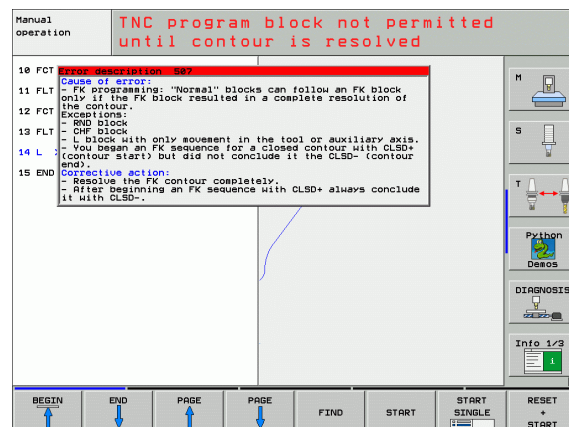 Manual
operation
TNC program block not permitted
until contour is resolved
10 FCT
11 FLT
12 FCT
13 FLT
14 L
15 END
Error description 507
Cause of error:
- FK programming: "Normal" blocks can follow an FK block
only if the FK block resulted in a complete resolution of
the contour.
Exceptions:
- RND block
- CHF block
- L block with only movement in the tool or auxiliary axis.
- You began an FK sequence for a closed contour with CLSD+
(contour start) but did not conclude it the CLSD- (contour
end).
Corrective action:
- Resolve the FK contour completely.
- After beginning an FK sequence with CLSD+ always conclude
it with CLSD-.
M
S
T
Python
Demos
DIAGNOSIS
Info 1/3
i
BEGIN
END
PAGE
PAGE
FIND
START
START
SINGLE
RESET
+
START